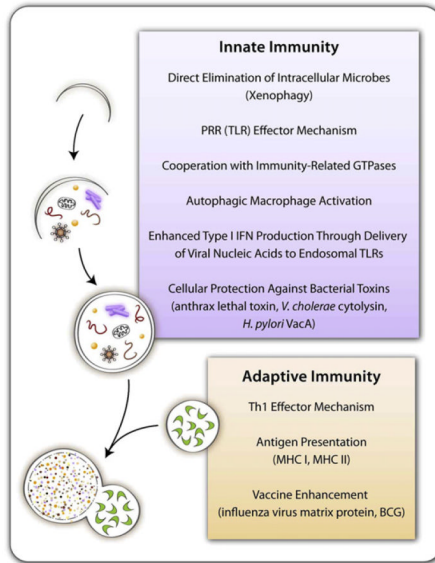 Innate Immunity
Direct Elimination of Intracellular Microbes
(Xenophagy)
PRR (TLR) Effector Mechanism
Cooperation with Immunity-Related GTPases
Autophagic Macrophage Activation
Enhanced Type I IFN Production Through Delivery
of Viral Nucleic Acids to Endosomal TLRs
Cellular Protection Against Bacterial Toxins
(anthrax lethal toxin, V. cholerae cytolysin,
H. pylori VacA)
Adaptive Immunity
Th1 Effector Mechanism
Antigen Presentation
(MHC I, MHC II)
Vaccine Enhancement
(influenza virus matrix protein, BCG)